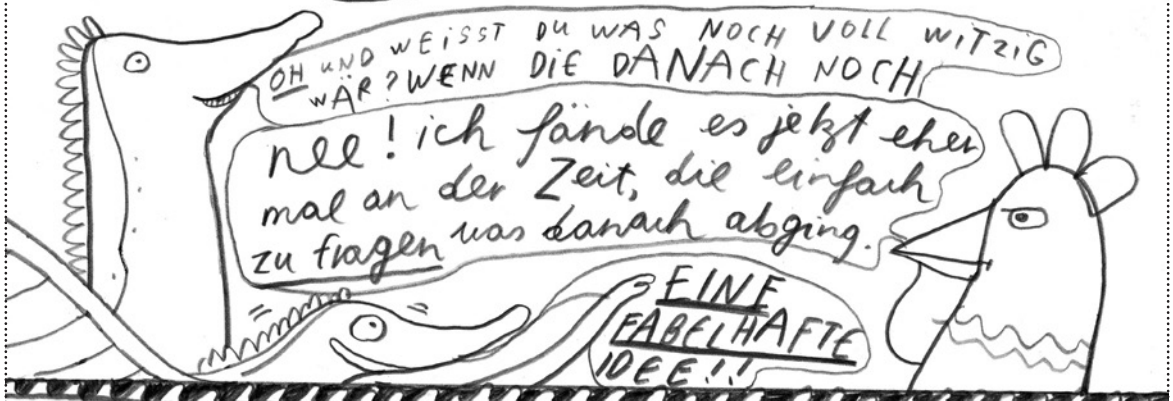 OH UND WEISST DU WAS NOCH VOLL WITZIG
WÄR? WENN DIE DANACH NOCH
nee! ich fände es jetzt eher
mal an der Zeit, die einfach
zu fragen was danach abging.
EINE
FABELHAFTE
IDEE!!